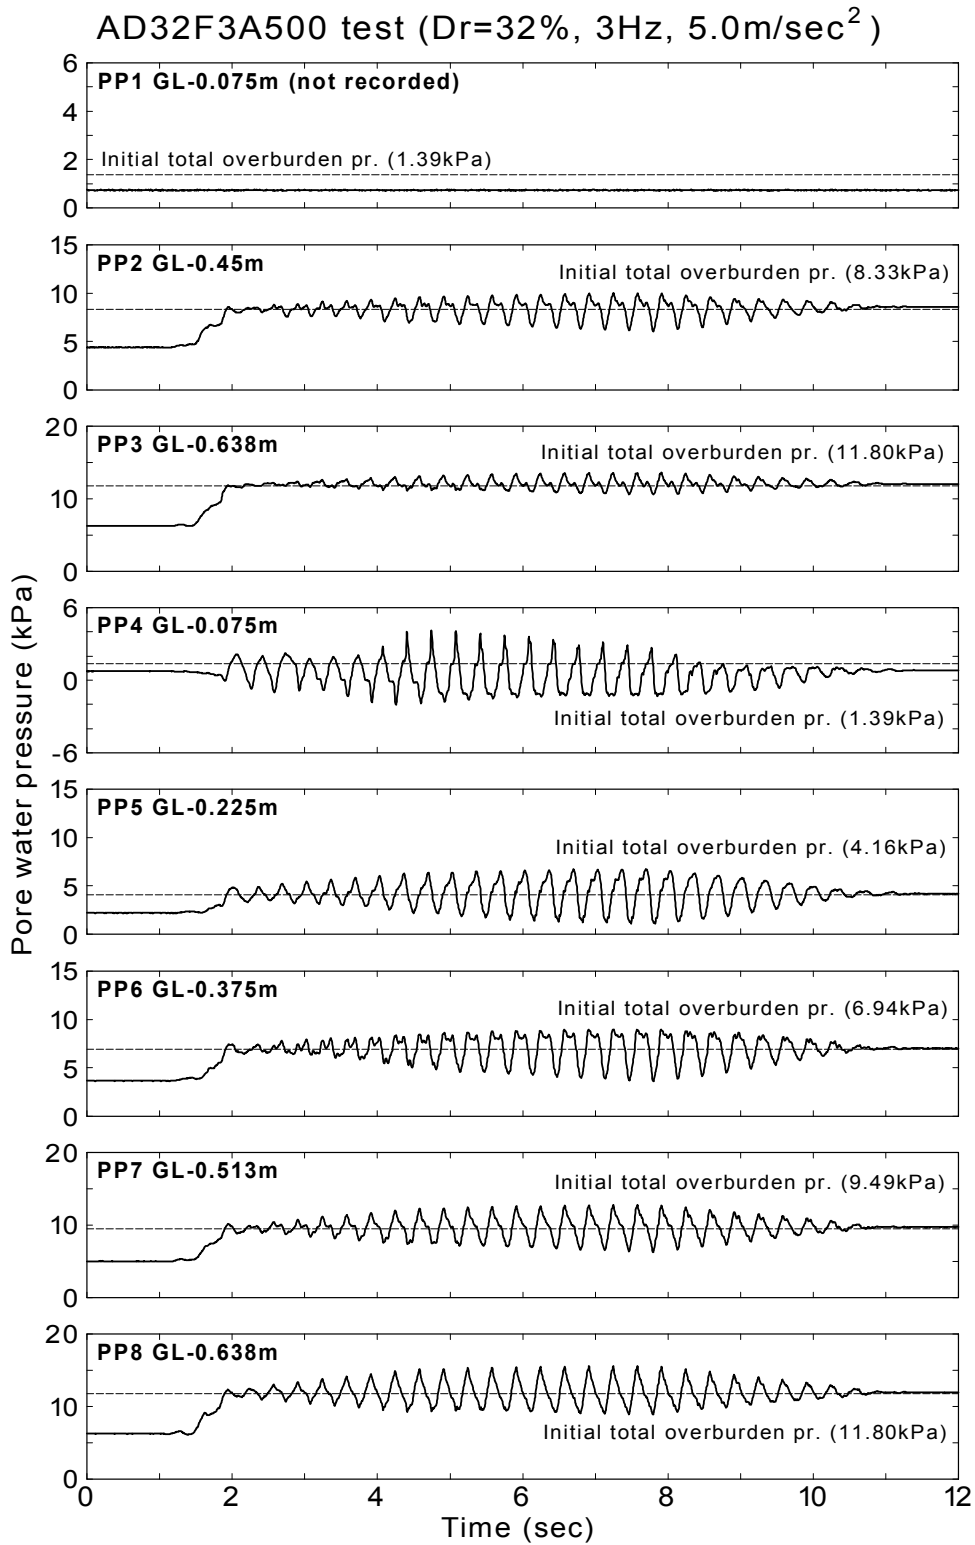 AD32F3A500 test (Dr=32%, 3Hz, 5.0m/sec²)
6
PP1 GL-0.075m (not recorded)
4
2
Initial total overburden pr. (1.39kPa)
0
15
PP2 GL-0.45m
Initial total overburden pr. (8.33kPa)
10
5
0
20
PP3 GL-0.638m
Initial total overburden pr. (11.80kPa)
10
0
6
PP4 GL-0.075m
0
Initial total overburden pr. (1.39kPa)
-6
Pore water pressure (kPa)
15
PP5 GL-0.225m
10
Initial total overburden pr. (4.16kPa)
5
0
15
PP6 GL-0.375m
Initial total overburden pr. (6.94kPa)
10
5
0
20
PP7 GL-0.513m
Initial total overburden pr. (9.49kPa)
10
0
20
PP8 GL-0.638m
10
Initial total overburden pr. (11.80kPa)
0
0 2 4 6 8 10 12
Time (sec)